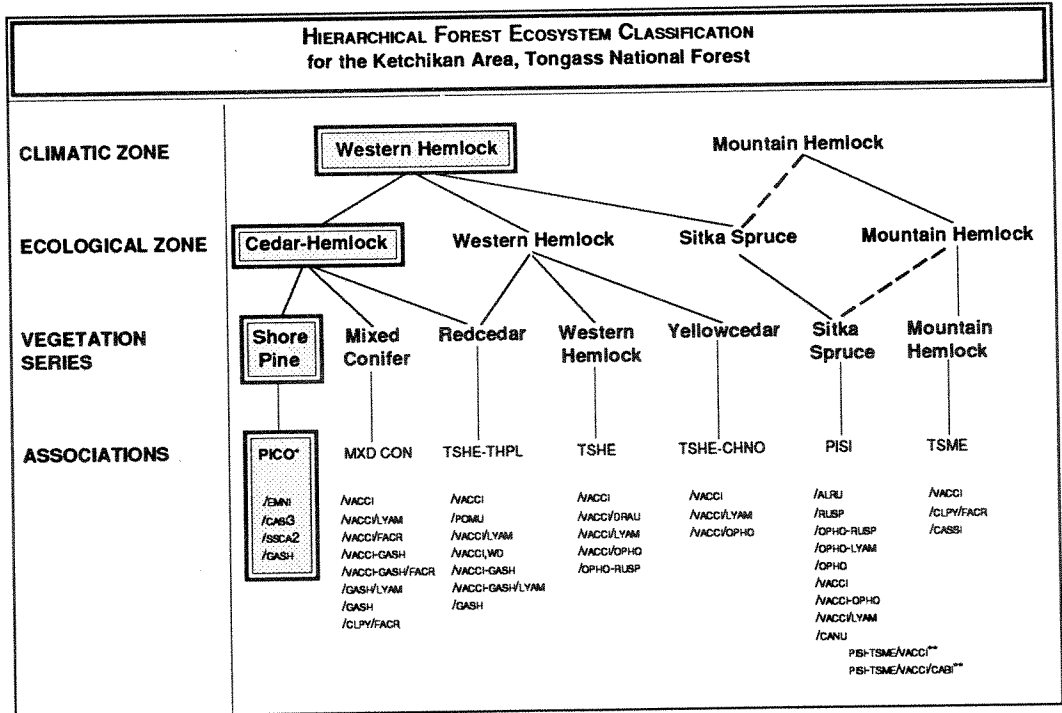 HIERARCHICAL FOREST ECOSYSTEM CLASSIFICATION
for the Ketchikan Area, Tongass National Forest
CLIMATIC ZONE
Western Hemlock
Mountain Hemlock
ECOLOGICAL ZONE
Cedar-Hemlock
Western Hemlock
Sitka Spruce
Mountain Hemlock
VEGETATION
SERIES
Shore
Pine
Mixed
Conifer
Redcedar
Western
Hemlock
Yellowcedar
Sitka
Spruce
Mountain
Hemlock
ASSOCIATIONS
PICO*
/EMNI
/CASI3
/SSCA2
/GASH
MXD CON
/VACCI
/VACCI/LYAM
/VACCI/FACR
/VACCI-GASH
/VACCI-GASH/FACR
/GASH/LYAM
/GASH
/CLPY/FACR
TSHE-THPL
/VACCI
/POMU
/VACCI/LYAM
/VACCI,WD
/VACCI-GASH
/VACCI-GASH/LYAM
/GASH
TSHE
/VACCI
/VACCI/DRAU
/VACCI/LYAM
/VACCI/OPHO
/OPHO-RUSP
TSHE-CHNO
/VACCI
/VACCI/LYAM
/VACCI/OPHO
PISI
/ALRU
/RUSP
/OPHO-RUSP
/OPHO-LYAM
/OPHO
/VACCI
/VACCI-OPHO
/VACCI/LYAM
/CANU
PISI-TSME/VACCI**
PISI-TSME/VACCI/CABI**
TSME
/VACCI
/CLPY/FACR
/CASSI